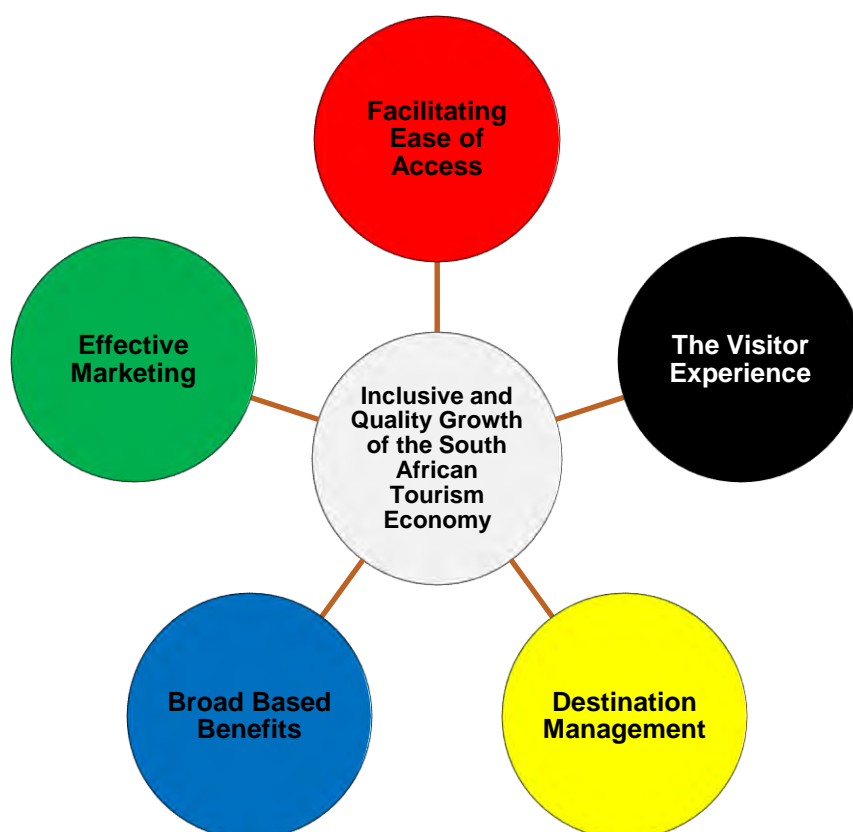 Facilitating
Ease of
Access
Effective
Marketing
The Visitor
Experience
Inclusive and
Quality Growth
of the South
African
Tourism
Economy
Broad Based
Benefits
Destination
Management